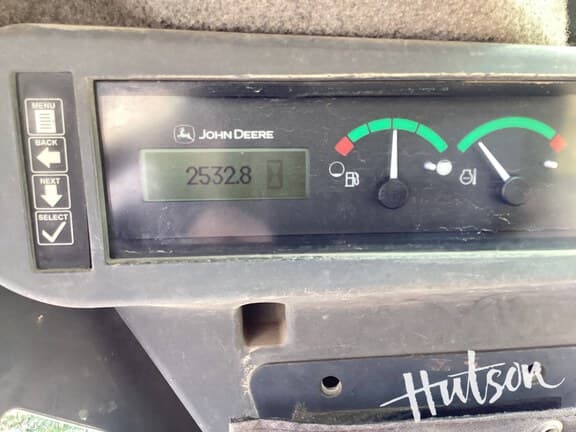 MENU
BACK
NEXT
SELECT
JOHN DEERE
2532.8
Hutson